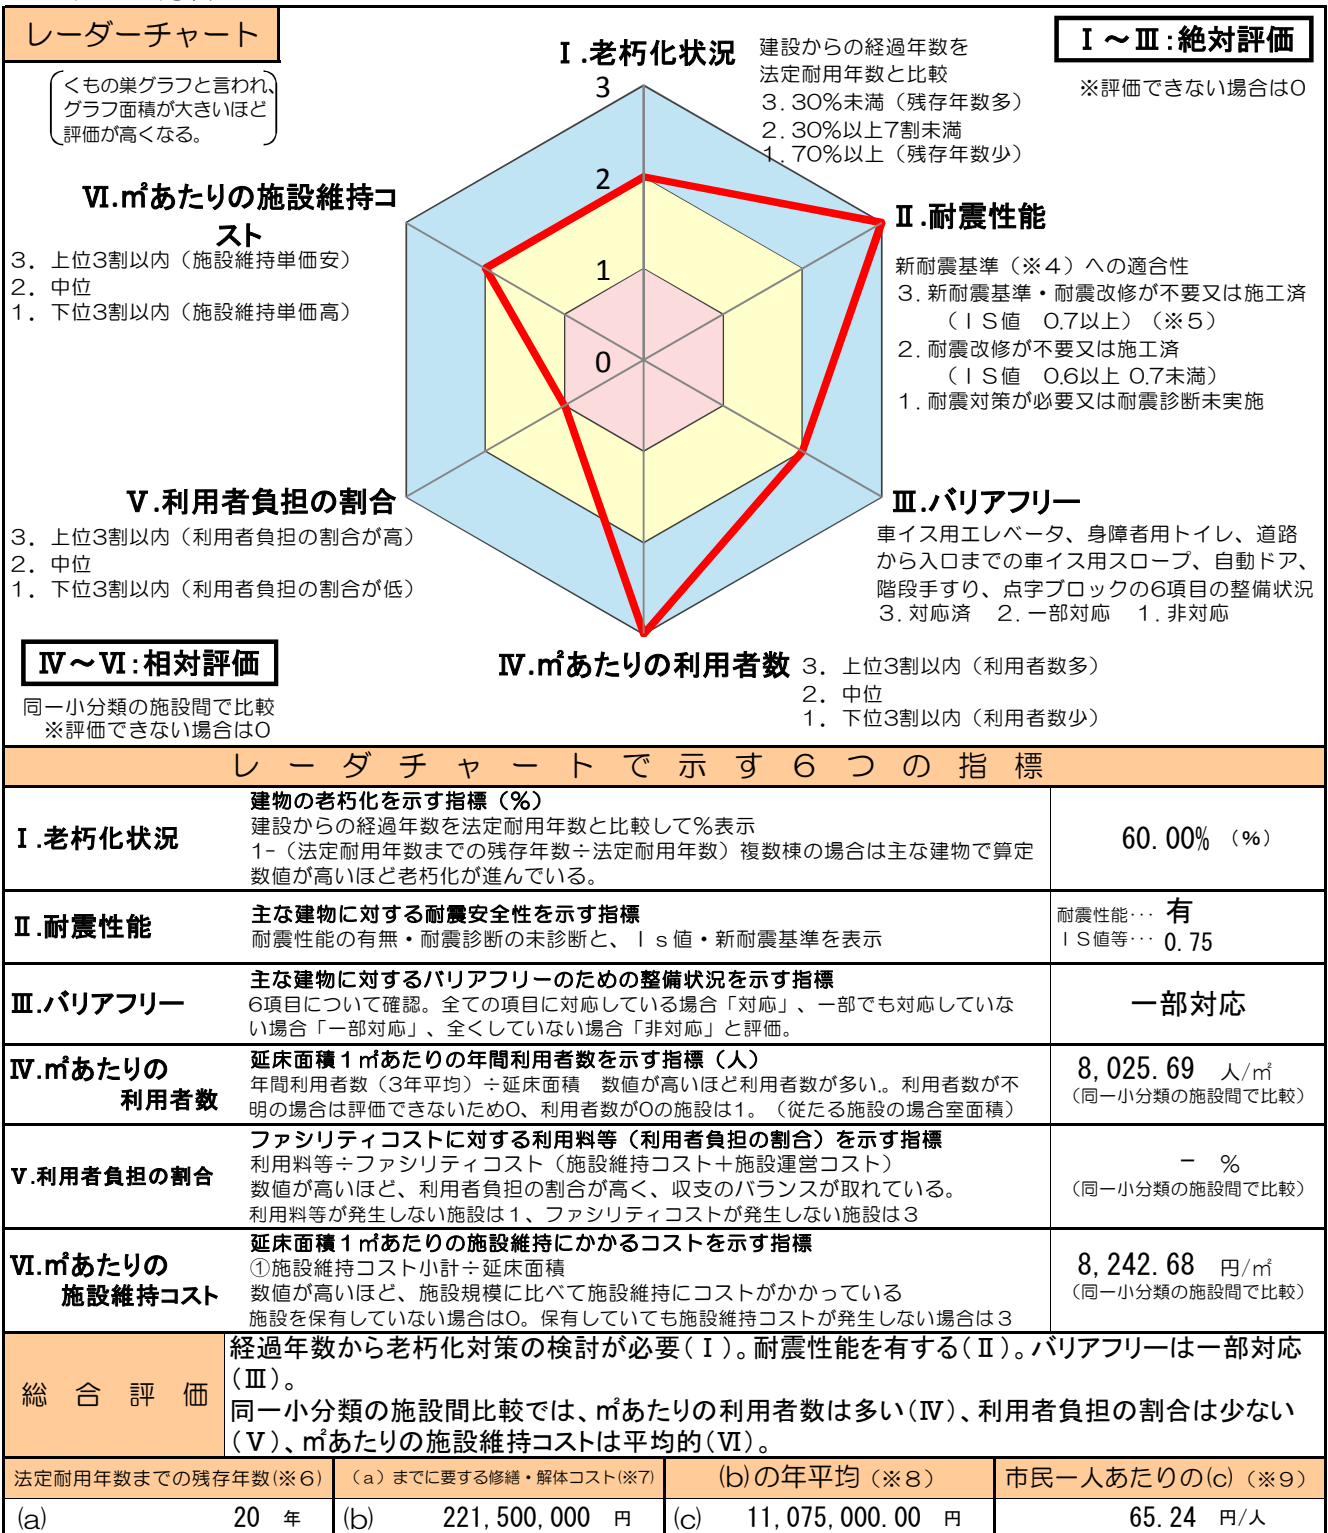 レーダーチャート
くもの巣グラフと言われ、
グラフ面積が大きいほど
評価が高くなる。
Ⅰ～Ⅲ:絶対評価
※評価できない場合は0
Ⅰ.老朽化状況
建設からの経過年数を
法定耐用年数と比較
3. 30%未満（残存年数多）
2. 30%以上7割未満
1. 70%以上（残存年数少）
3
2
1
0
Ⅱ.耐震性能
新耐震基準（※4）への適合性
3. 新耐震基準・耐震改修が不要又は施工済
（ＩＳ値　0.7以上）（※5）
2. 耐震改修が不要又は施工済
（ＩＳ値　0.6以上 0.7未満）
1. 耐震対策が必要又は耐震診断未実施
Ⅵ.㎡あたりの施設維持コ
スト
3. 上位3割以内（施設維持単価安）
2. 中位
1. 下位3割以内（施設維持単価高）
Ⅴ.利用者負担の割合
3. 上位3割以内（利用者負担の割合が高）
2. 中位
1. 下位3割以内（利用者負担の割合が低）
Ⅲ.バリアフリー
車イス用エレベータ、身障者用トイレ、道路
から入口までの車イス用スロープ、自動ドア、
階段手すり、点字ブロックの6項目の整備状況
3. 対応済　2. 一部対応　1. 非対応
Ⅳ～Ⅵ:相対評価
同一小分類の施設間で比較
※評価できない場合は0
Ⅳ.㎡あたりの利用者数
3. 上位3割以内（利用者数多）
2. 中位
1. 下位3割以内（利用者数少）
レーダチャートで示す６つの指標
Ⅰ.老朽化状況
建物の老朽化を示す指標（％）
建設からの経過年数を法定耐用年数と比較して%表示
1-（法定耐用年数までの残存年数÷法定耐用年数）複数棟の場合は主な建物で算定
数値が高いほど老朽化が進んでいる。
60.00% （%）
Ⅱ.耐震性能
主な建物に対する耐震安全性を示す指標
耐震性能の有無・耐震診断の未診断と、Ｉｓ値・新耐震基準を表示
耐震性能･･･ 有
ＩＳ値等･･･ 0.75
Ⅲ.バリアフリー
主な建物に対するバリアフリーのための整備状況を示す指標
6項目について確認。全ての項目に対応している場合「対応」、一部でも対応していな
い場合「一部対応」、全くしていない場合「非対応」と評価。
一部対応
Ⅳ.㎡あたりの
利用者数
延床面積１㎡あたりの年間利用者数を示す指標（人）
年間利用者数（3年平均）÷延床面積　数値が高いほど利用者数が多い。利用者数が不
明の場合は評価できないため0、利用者数が0の施設は1。（従たる施設の場合室面積）
8,025.69 人/㎡
（同一小分類の施設間で比較）
Ⅴ.利用者負担の割合
ファシリティコストに対する利用料等（利用者負担の割合）を示す指標
利用料等÷ファシリティコスト（施設維持コスト＋施設運営コスト）
数値が高いほど、利用者負担の割合が高く、収支のバランスが取れている。
利用料等が発生しない施設は１、ファシリティコストが発生しない施設は３
－ %
（同一小分類の施設間で比較）
Ⅵ.㎡あたりの
施設維持コスト
延床面積１㎡あたりの施設維持にかかるコストを示す指標
①施設維持コスト小計÷延床面積
数値が高いほど、施設規模に比べて施設維持にコストがかかっている
施設を保有していない場合は0。保有していても施設維持コストが発生しない場合は３
8,242.68 円/㎡
（同一小分類の施設間で比較）
総合評価
経過年数から老朽化対策の検討が必要(Ⅰ)。耐震性能を有する(Ⅱ)。バリアフリーは一部対応
(Ⅲ)。
同一小分類の施設間比較では、㎡あたりの利用者数は多い(Ⅳ)、利用者負担の割合は少ない
(Ⅴ)、㎡あたりの施設維持コストは平均的(Ⅵ)。
法定耐用年数までの残存年数(※6)
（a）までに要する修繕・解体コスト(※7)
(b)の年平均（※8）
市民一人あたりの(c)（※9）
(a) 20 年
(b) 221,500,000 円
(c) 11,075,000.00 円
65.24 円/人